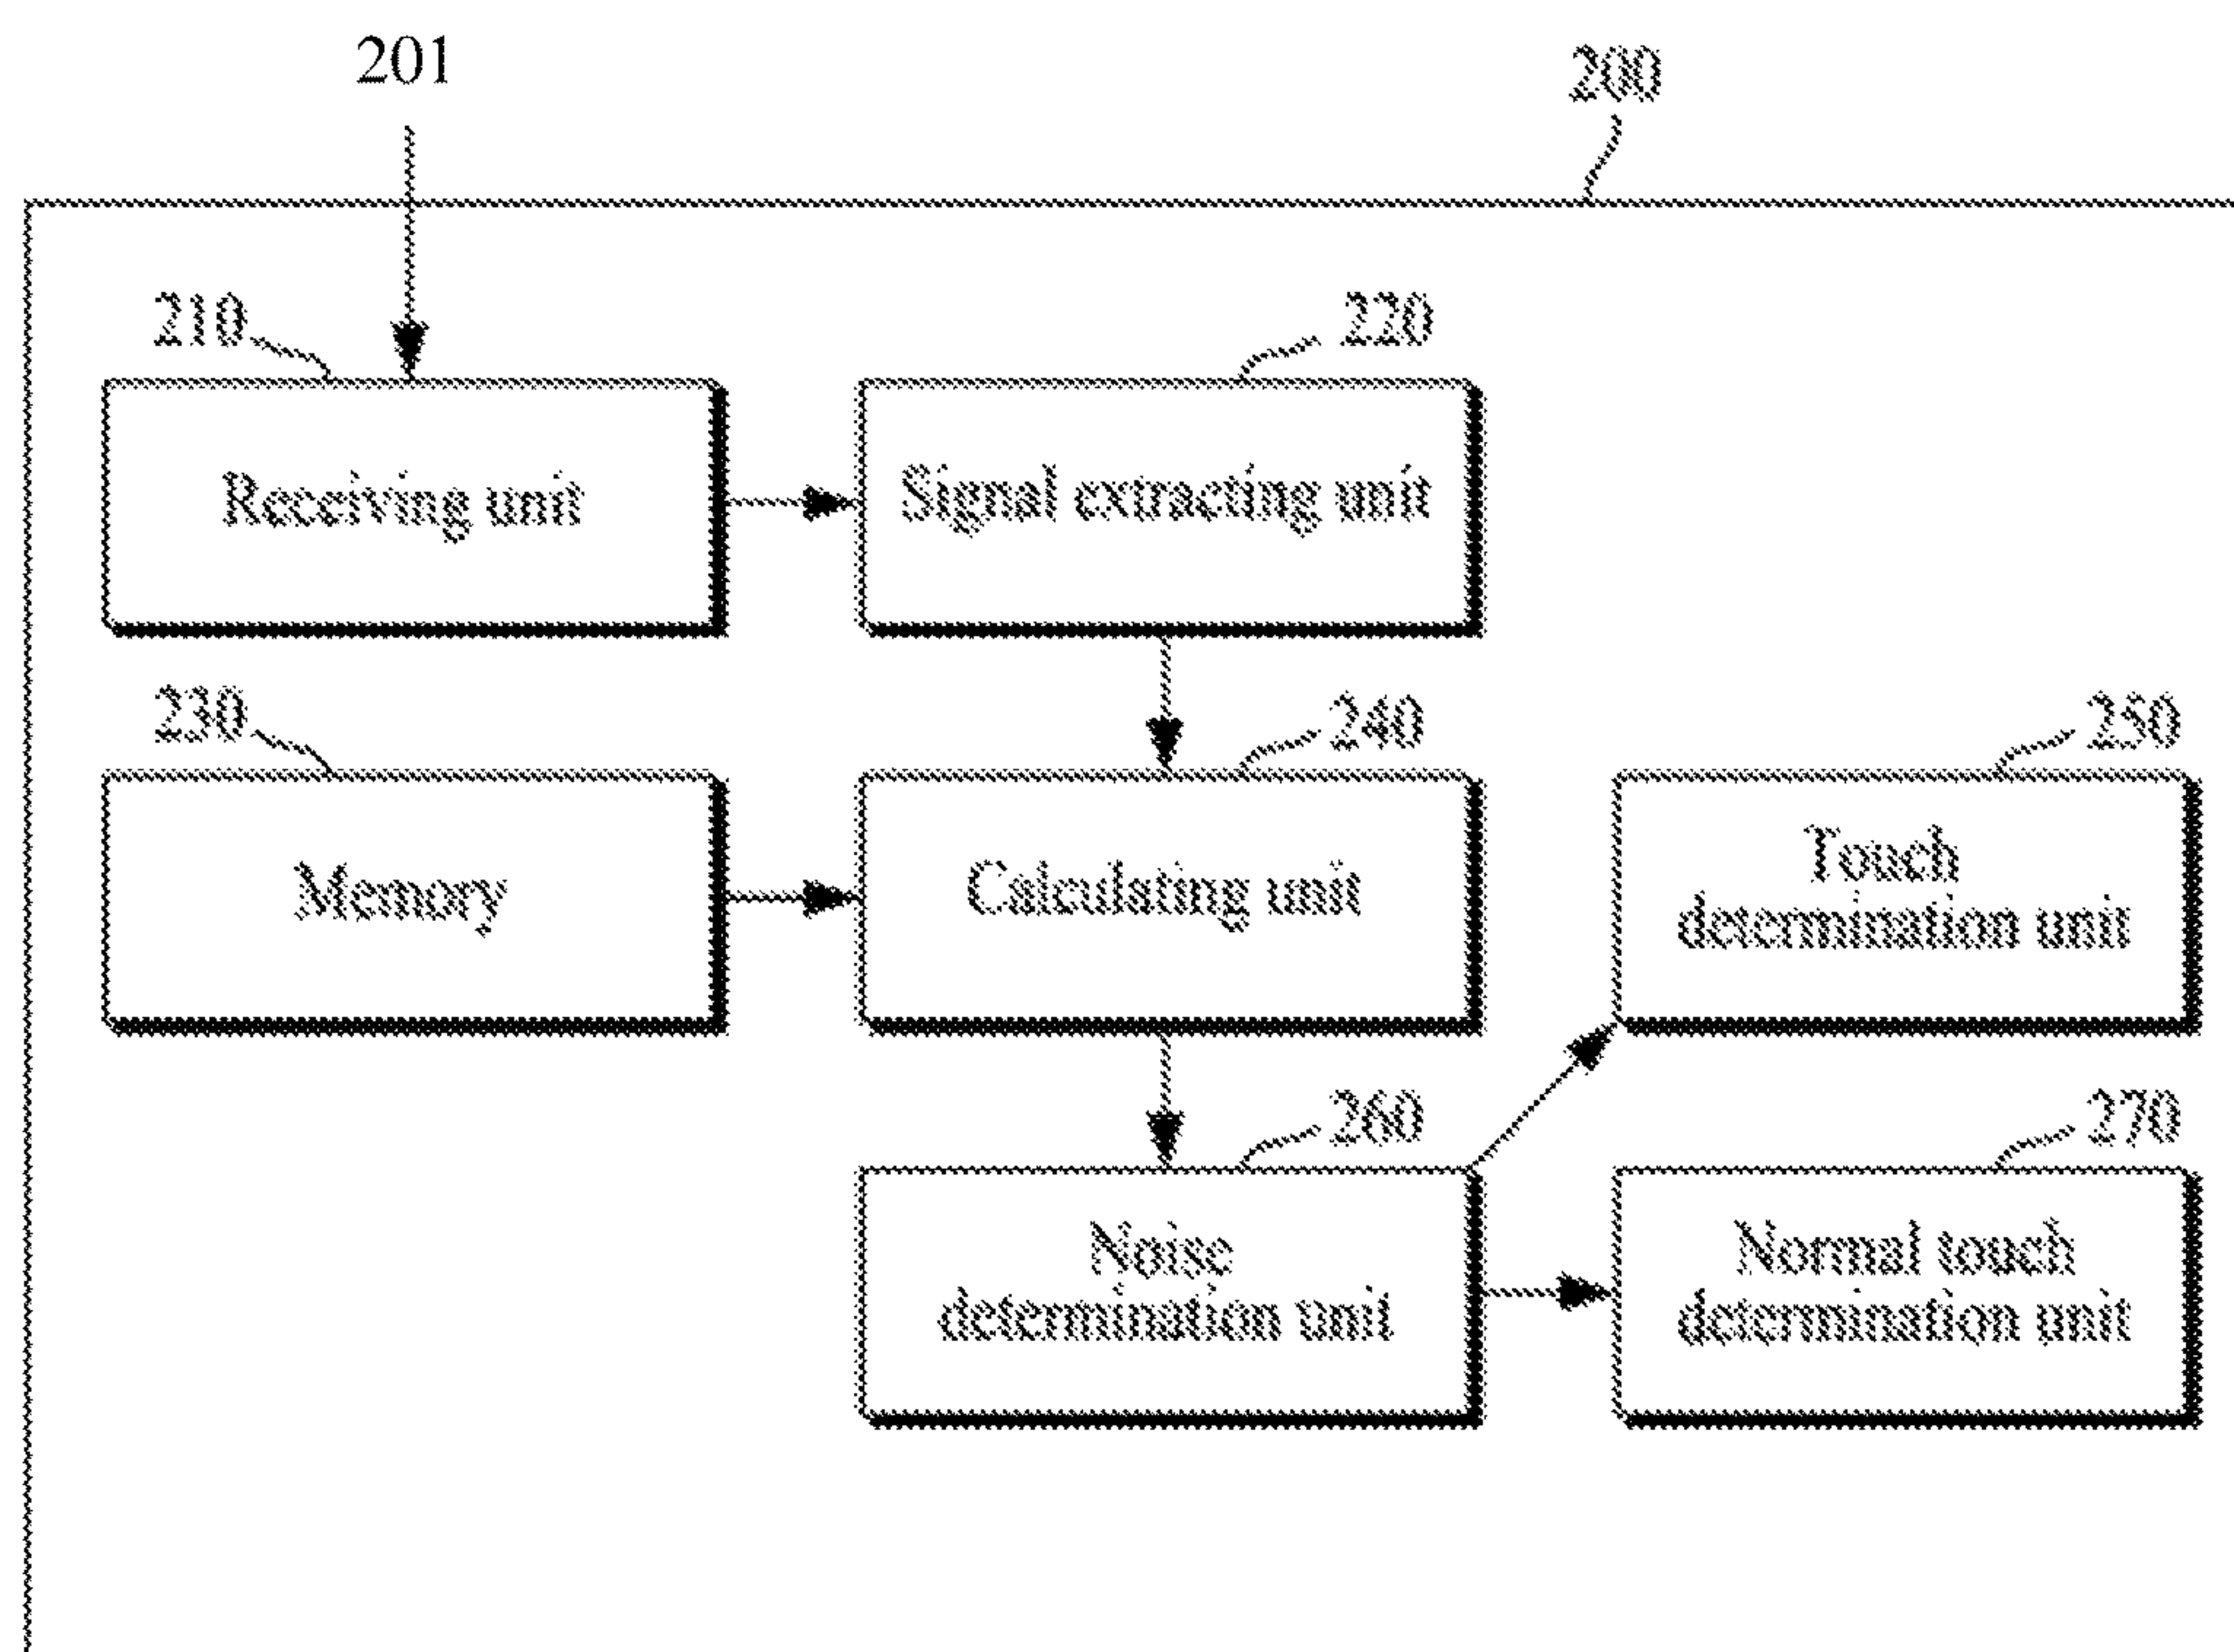 201
200
210
220
Receiving unit
Signal extracting unit
230
240
250
Memory
Calculating unit
Touch
determination unit
260
270
Noise
determination unit
Normal touch
determination unit